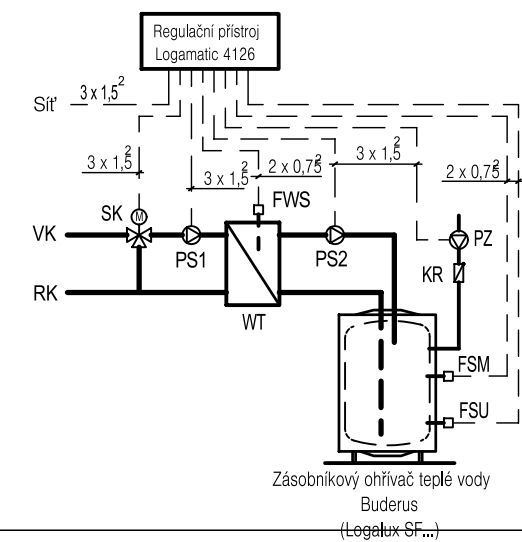 Regulační přístroj
Logamatic 4126
Síť 3 x 1,5²
3 x 1,5² 3 x 1,5² 2 x 0,75² 3 x 1,5² 2 x 0,75²
SK M FWS
VK PS1 PS2 PZ
KR
RK WT
FSM
FSU
Zásobníkový ohřívač teplé vody
Buderus
(Logalux SF...)